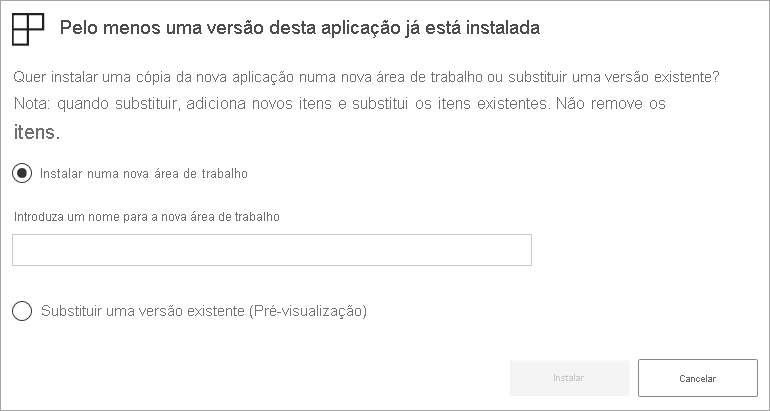 Pelo menos uma versão desta aplicação já está instalada
Quer instalar uma cópia da nova aplicação numa nova área de trabalho ou substituir uma versão existente?
Nota: quando substituir, adiciona novos itens e substitui os itens existentes. Não remove os
itens.
Instalar numa nova área de trabalho
Introduza um nome para a nova área de trabalho
Substituir uma versão existente (Pré-visualização)
Instalar
Cancelar